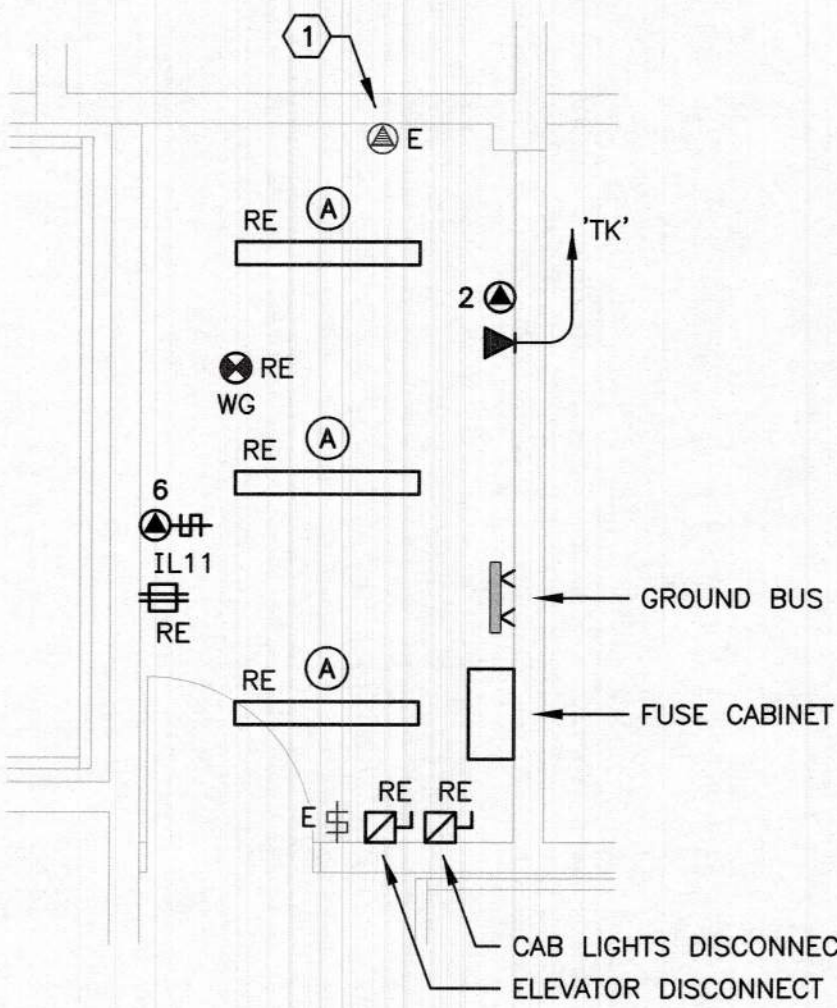 1
E
RE A
'TK'
2
RE
WG
RE A
6
IL11
RE
GROUND BUS
RE A
FUSE CABINET
RE RE
E
CAB LIGHTS DISCONNEC
ELEVATOR DISCONNECT